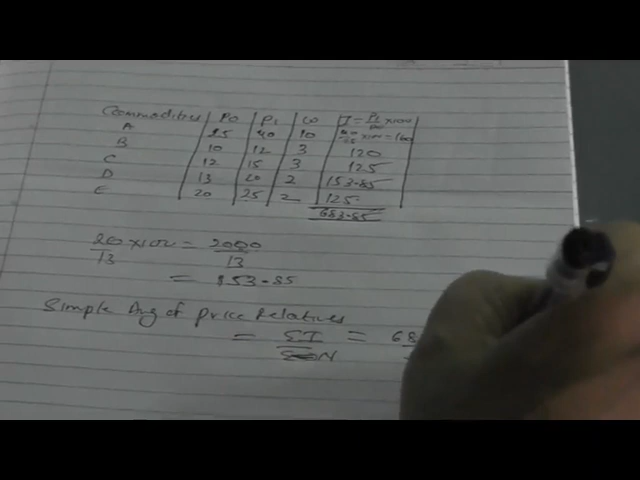 Commodities P0 P1 W I = P1/P0 x100
A 25 40 10 40/25 x100 = 160
B 10 12 3 120
C 12 15 3 125
D 13 20 2 153.85
E 20 25 2 125
683.85
20/13 x100 = 2000/13
= 153.85
Simple Avg of Price Relatives
= ΣI/N = 68